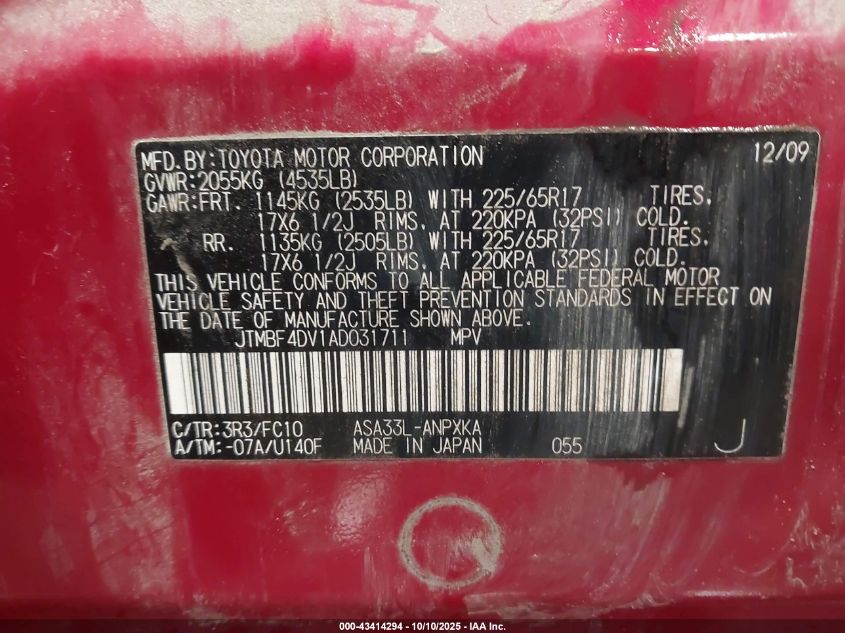 MFD.BY:TOYOTA MOTOR CORPORATION 12/09
GVWR:2055KG (4535LB)
GAWR:FRT. 1145KG (2535LB) WITH 225/65R17 TIRES,
17X6 1/2J RIMS, AT 220KPA (32PSI) COLD.
RR. 1135KG (2505LB) WITH 225/65R17 TIRES,
17X6 1/2J RIMS, AT 220KPA (32PSI) COLD.
THIS VEHICLE CONFORMS TO ALL APPLICABLE FEDERAL MOTOR
VEHICLE SAFETY AND THEFT PREVENTION STANDARDS IN EFFECT ON
THE DATE OF MANUFACTURE SHOWN ABOVE.
JTMBF4DV1AD031711 MPV
C/TR:3R3/FC10 ASA33L-ANPXKA
A/TM:-07A/U140F MADE IN JAPAN 055 J
000-43414294 - 10/10/2025 - IAA Inc.